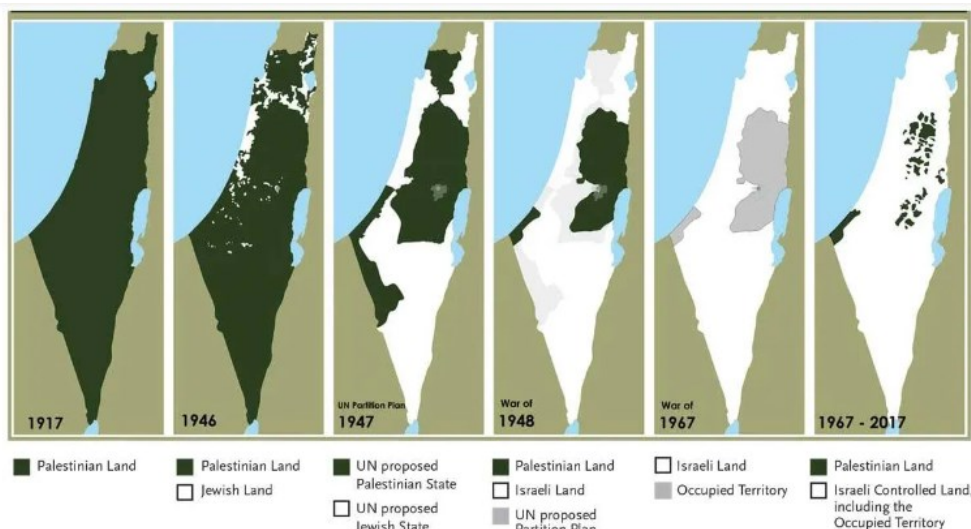 1917
1946
UN Partition Plan
1947
War of
1948
War of
1967
1967 - 2017
Palestinian Land
Palestinian Land
Jewish Land
UN proposed
Palestinian State
UN proposed
Jewish State
Palestinian Land
Israeli Land
UN proposed
Partition Plan
Israeli Land
Occupied Territory
Palestinian Land
Israeli Controlled Land
including the
Occupied Territory